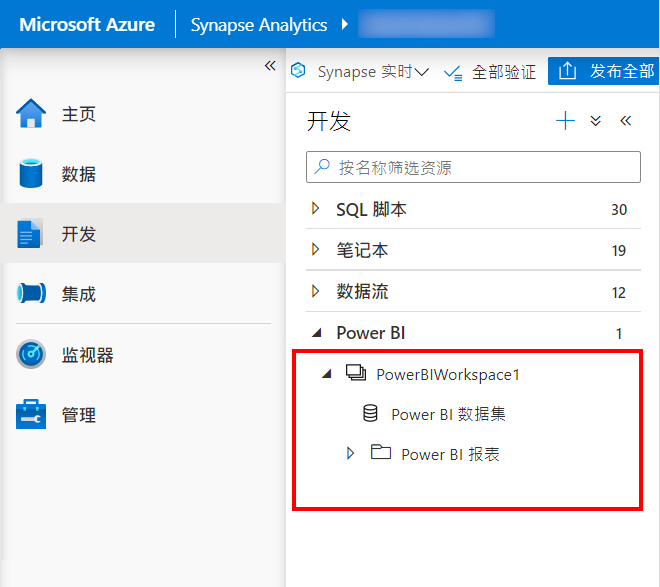 Microsoft Azure
Synapse Analytics
Synapse 实时
全部验证
发布全部
主页
数据
开发
集成
监视器
管理
开发
按名称筛选资源
SQL 脚本 30
笔记本 19
数据流 12
Power BI 1
PowerBIWorkspace1
Power BI 数据集
Power BI 报表